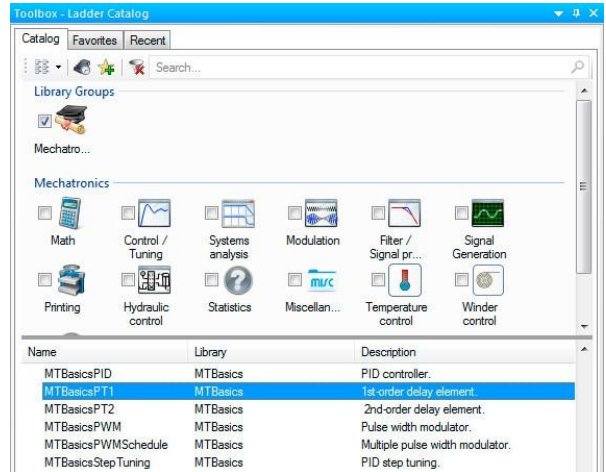 Toolbox - Ladder Catalog
Catalog Favorites Recent
Search...
Library Groups
Mechatro...
Mechatronics
Math Control / Tuning Systems analysis Modulation Filter / Signal pr... Signal Generation
misc
Printing Hydraulic control Statistics Miscellan... Temperature control Winder control
Name Library Description
MTBasicsPID MTBasics PID controller.
MTBasicsPT1 MTBasics 1st-order delay element.
MTBasicsPT2 MTBasics 2nd-order delay element.
MTBasicsPWM MTBasics Pulse width modulator.
MTBasicsPWMSchedule MTBasics Multiple pulse width modulator.
MTBasicsStepTuning MTBasics PID step tuning.